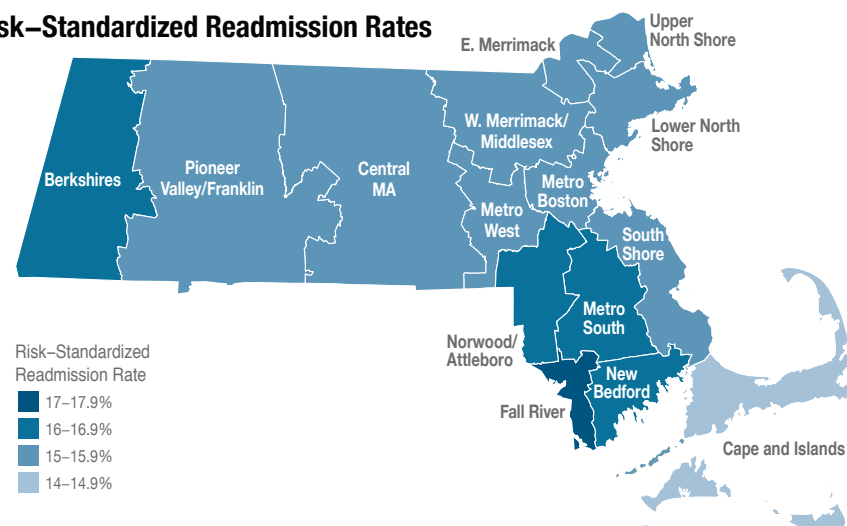 sk–Standardized Readmission Rates
E. Merrimack
Upper
North Shore
W. Merrimack/
Middlesex
Lower North
Shore
Berkshires
Pioneer
Valley/Franklin
Central
MA
Metro
Boston
Metro
West
South
Shore
Metro
South
Norwood/
Attleboro
New
Bedford
Fall River
Cape and Islands
Risk–Standardized
Readmission Rate
17–17.9%
16–16.9%
15–15.9%
14–14.9%